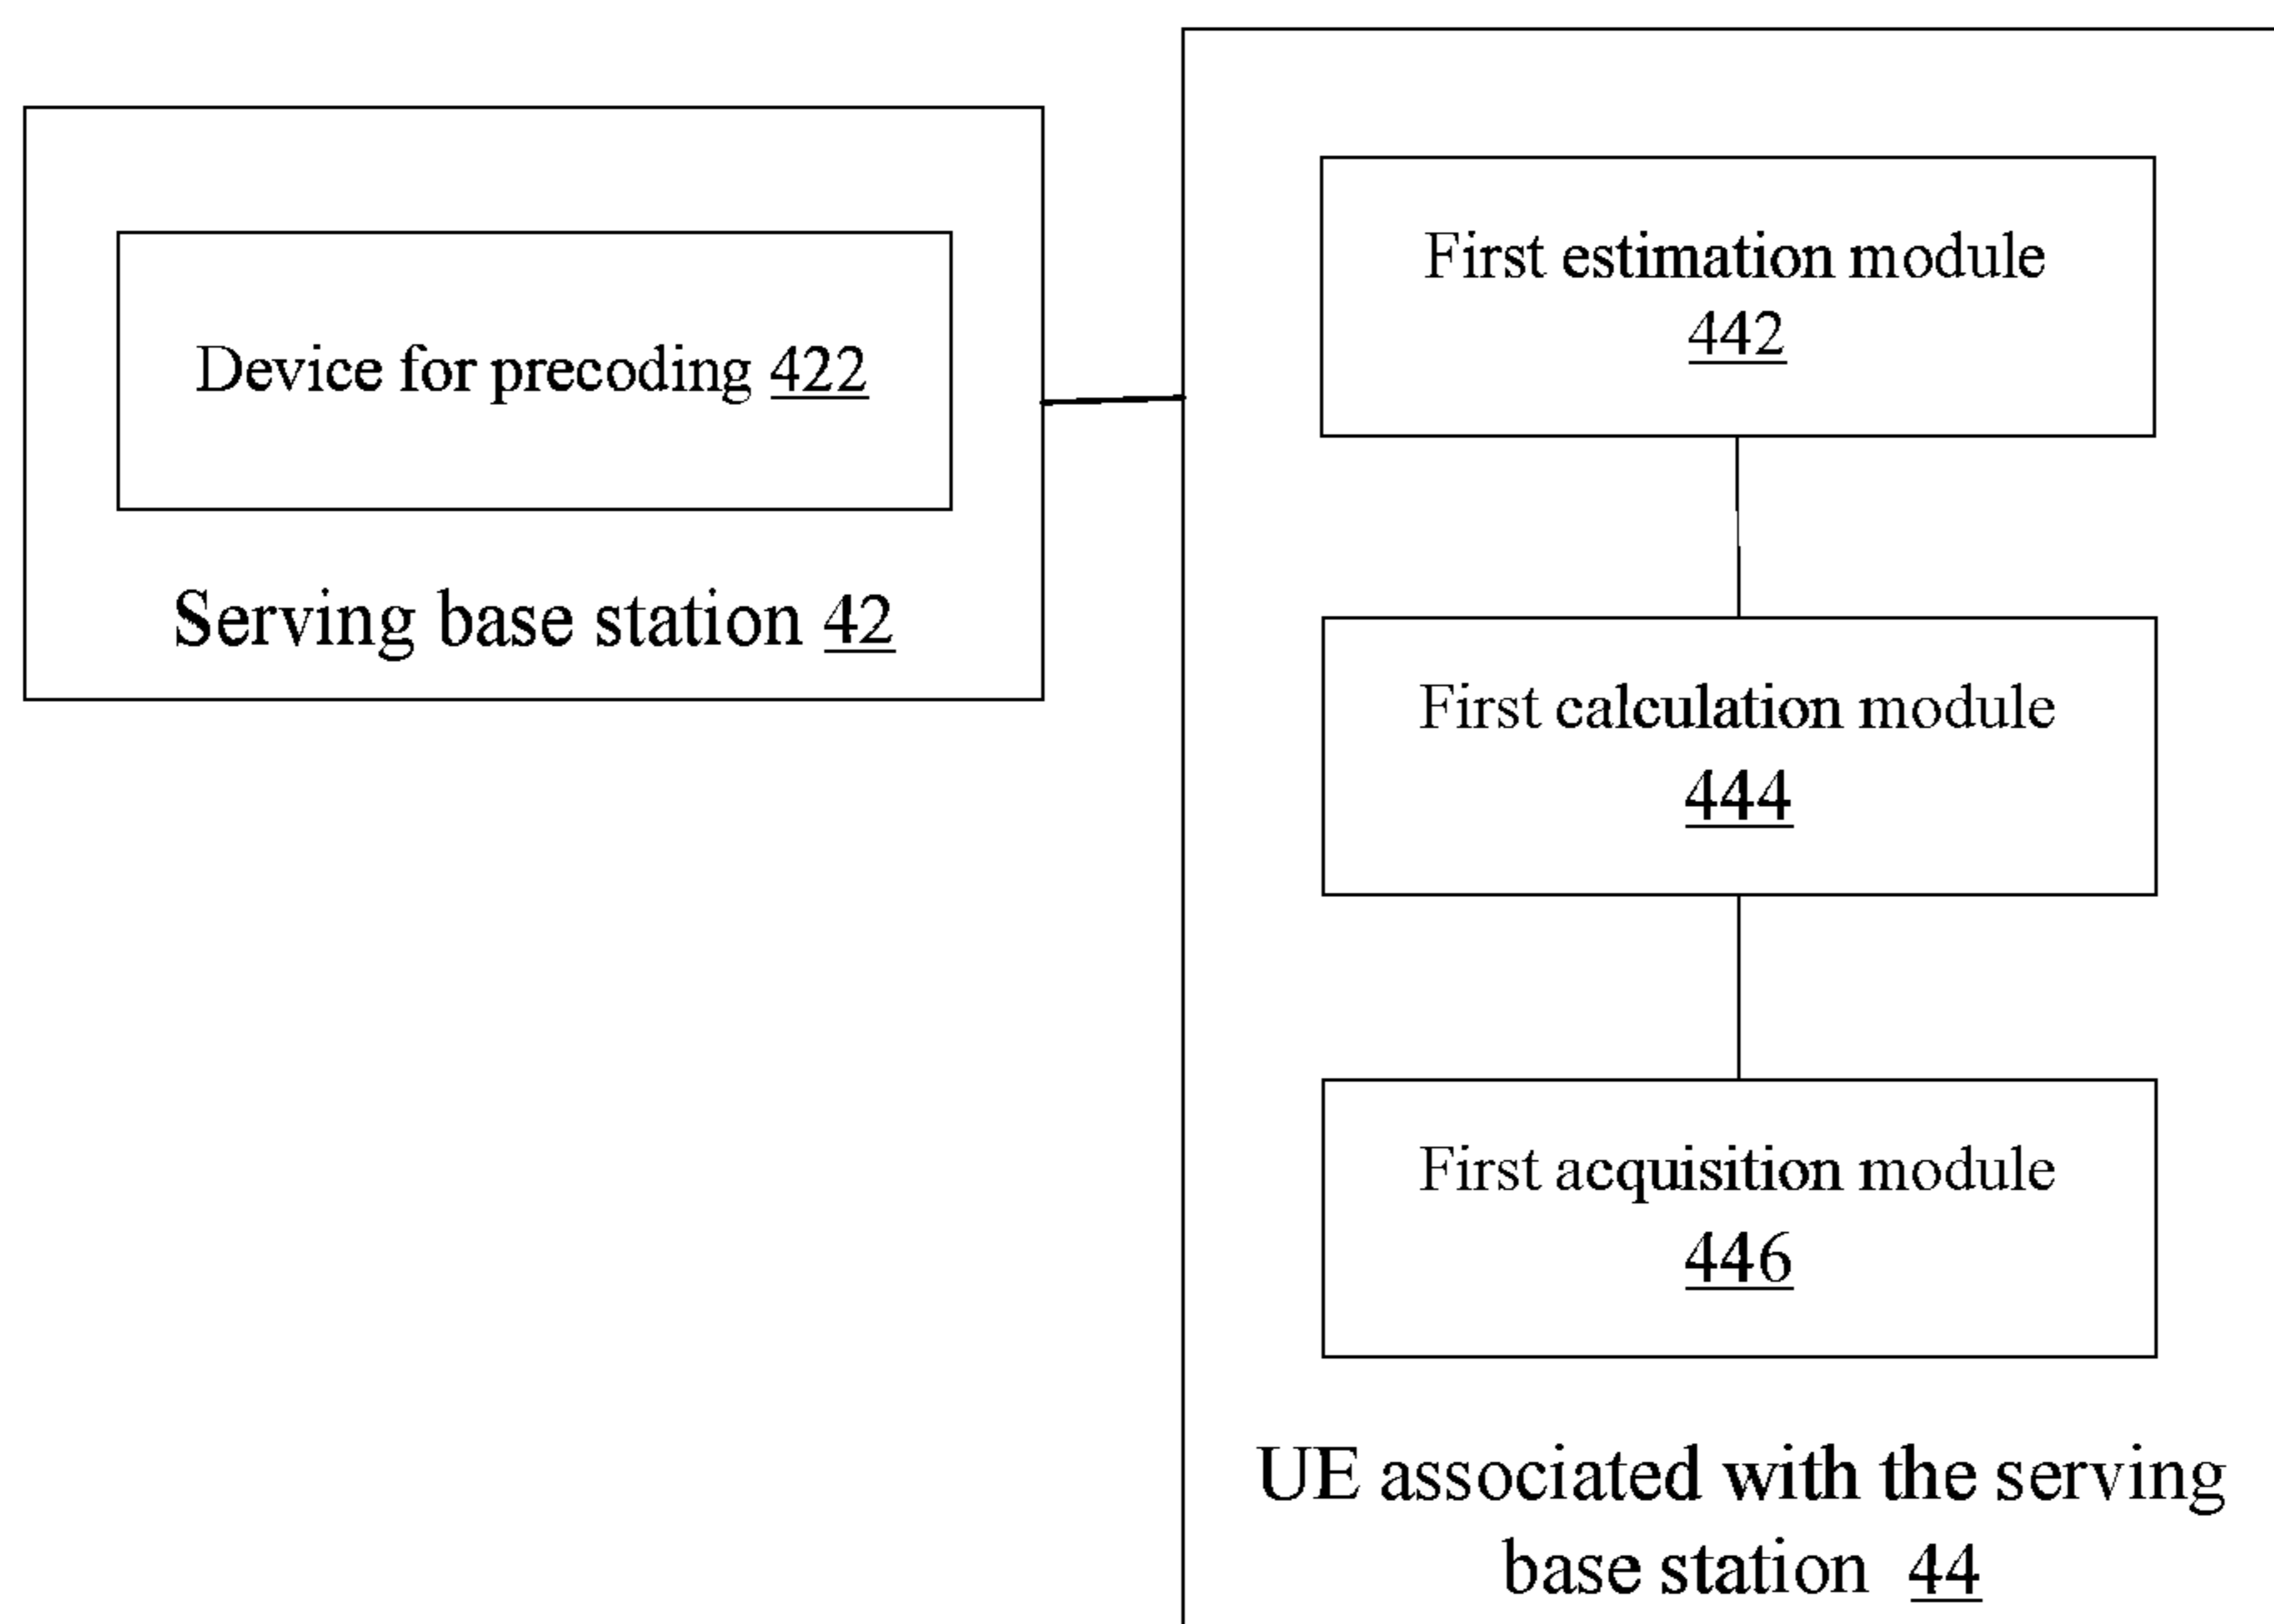 Device for precoding 422
Serving base station 42
First estimation module
442
First calculation module
444
First acquisition module
446
UE associated with the serving
base station 44